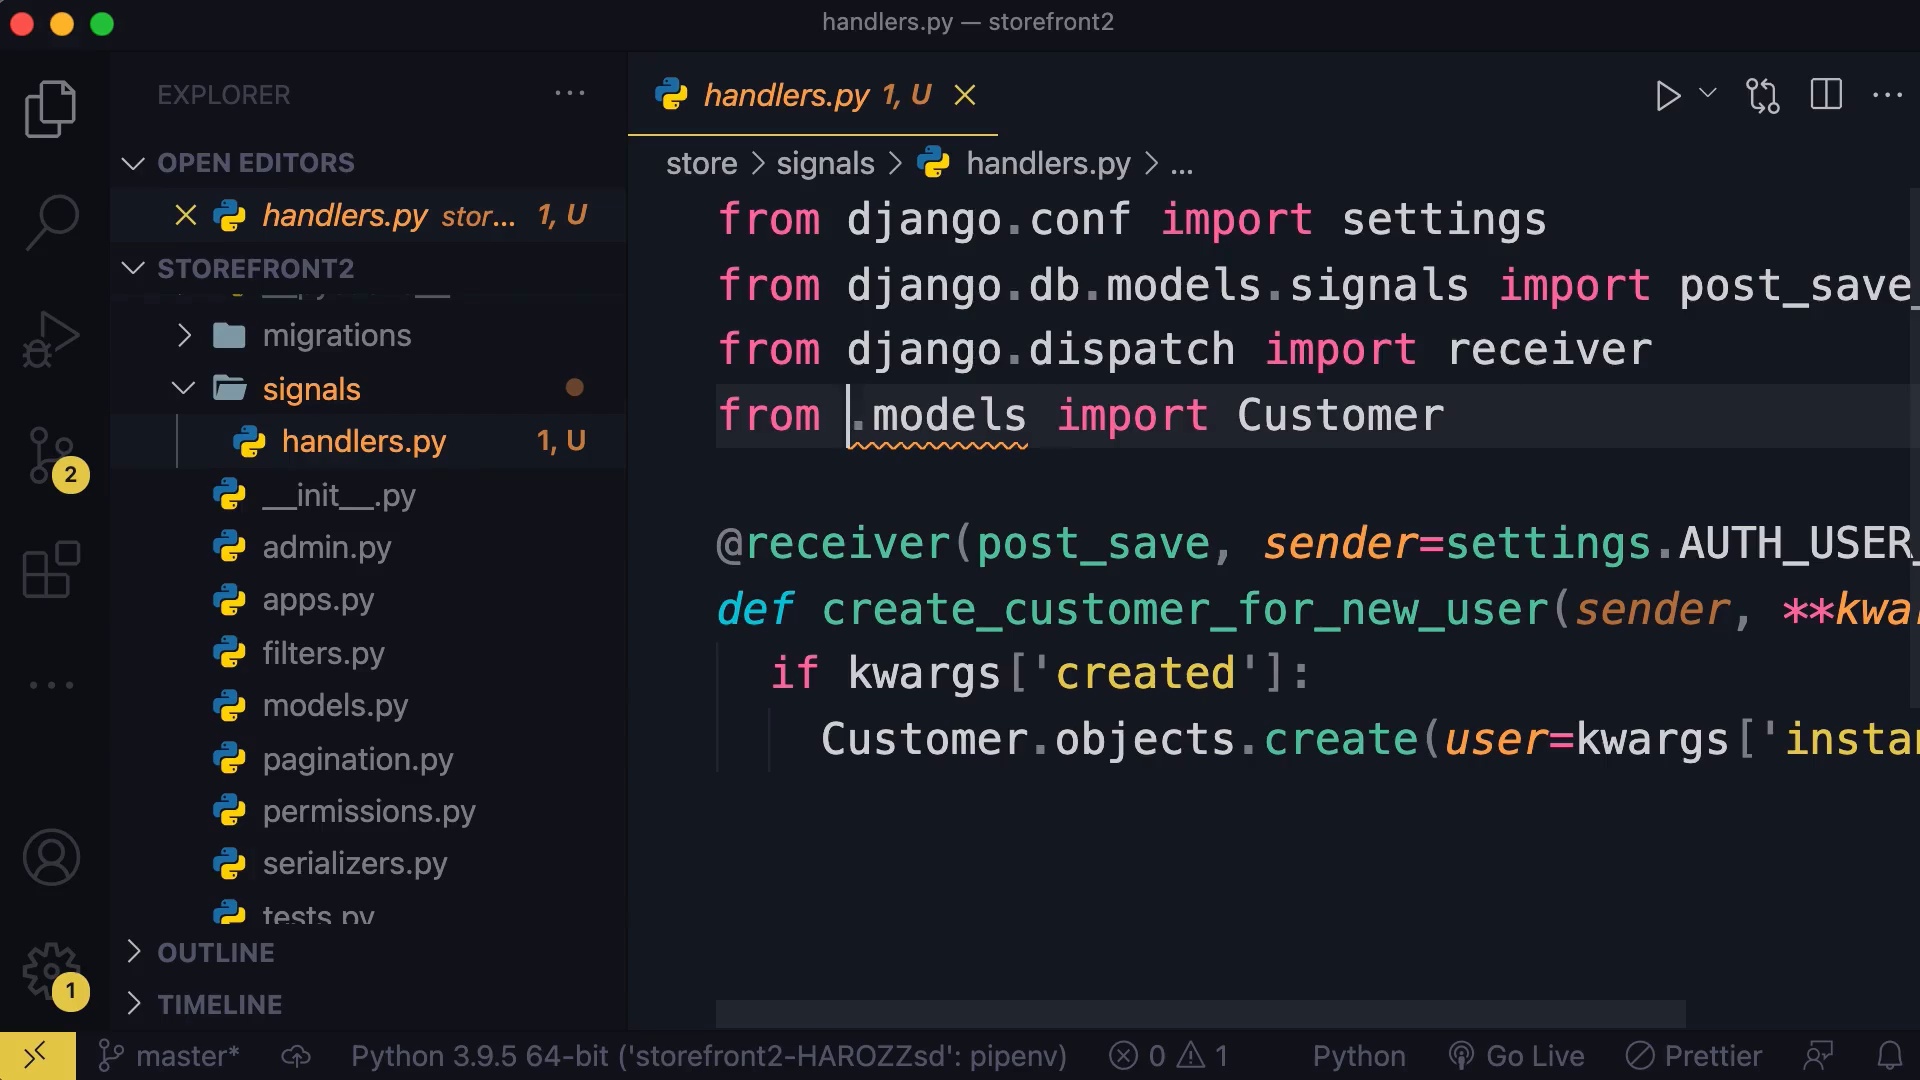 handlers.py — storefront2
EXPLORER
OPEN EDITORS
handlers.py stor... 1, U
STOREFRONT2
migrations
signals
handlers.py 1, U
__init__.py
admin.py
apps.py
filters.py
models.py
pagination.py
permissions.py
serializers.py
tests.py
OUTLINE
TIMELINE
2
1
handlers.py 1, U
store > signals > handlers.py > ...
from django.conf import settings
from django.db.models.signals import post_save
from django.dispatch import receiver
from .models import Customer
@receiver(post_save, sender=settings.AUTH_USER_
def create_customer_for_new_user(sender, **kwar
if kwargs['created']:
Customer.objects.create(user=kwargs['instan
master* Python 3.9.5 64-bit ('storefront2-HAROZZsd': pipenv) 0 1 Python Go Live Prettier